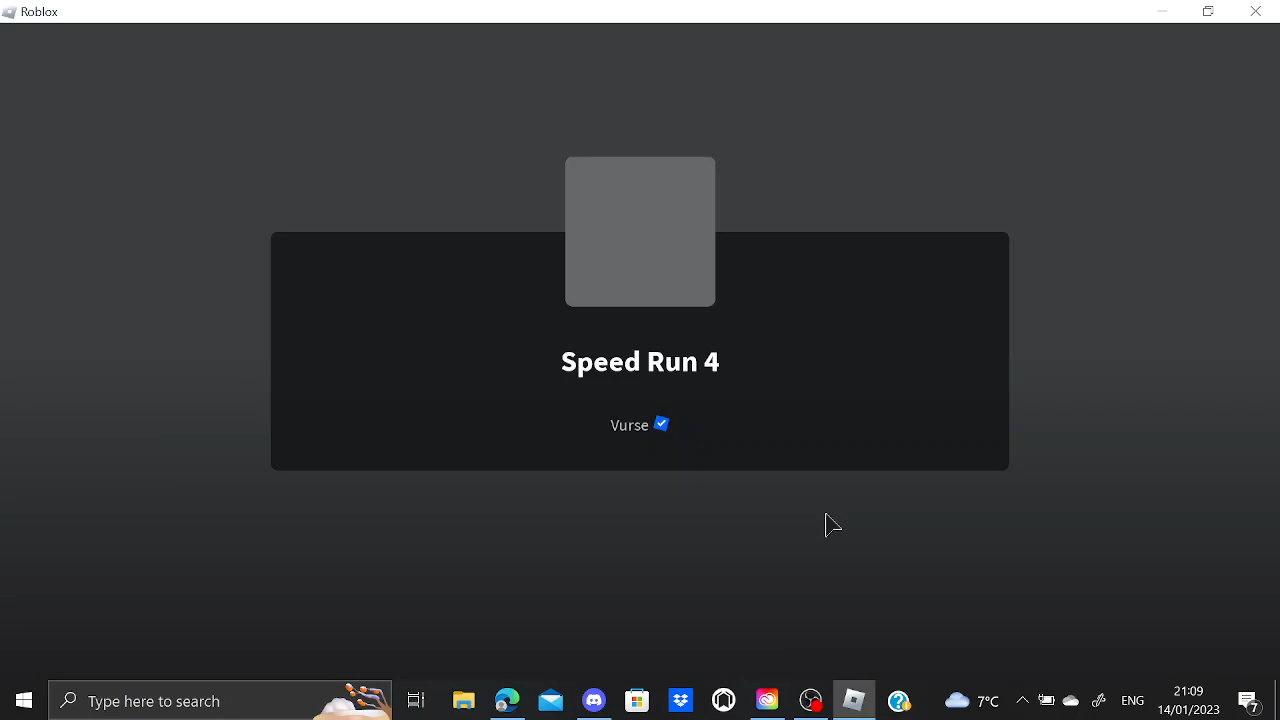 Roblox
Speed Run 4
Vurse
Type here to search
7°C
ENG
21:09
14/01/2023
7